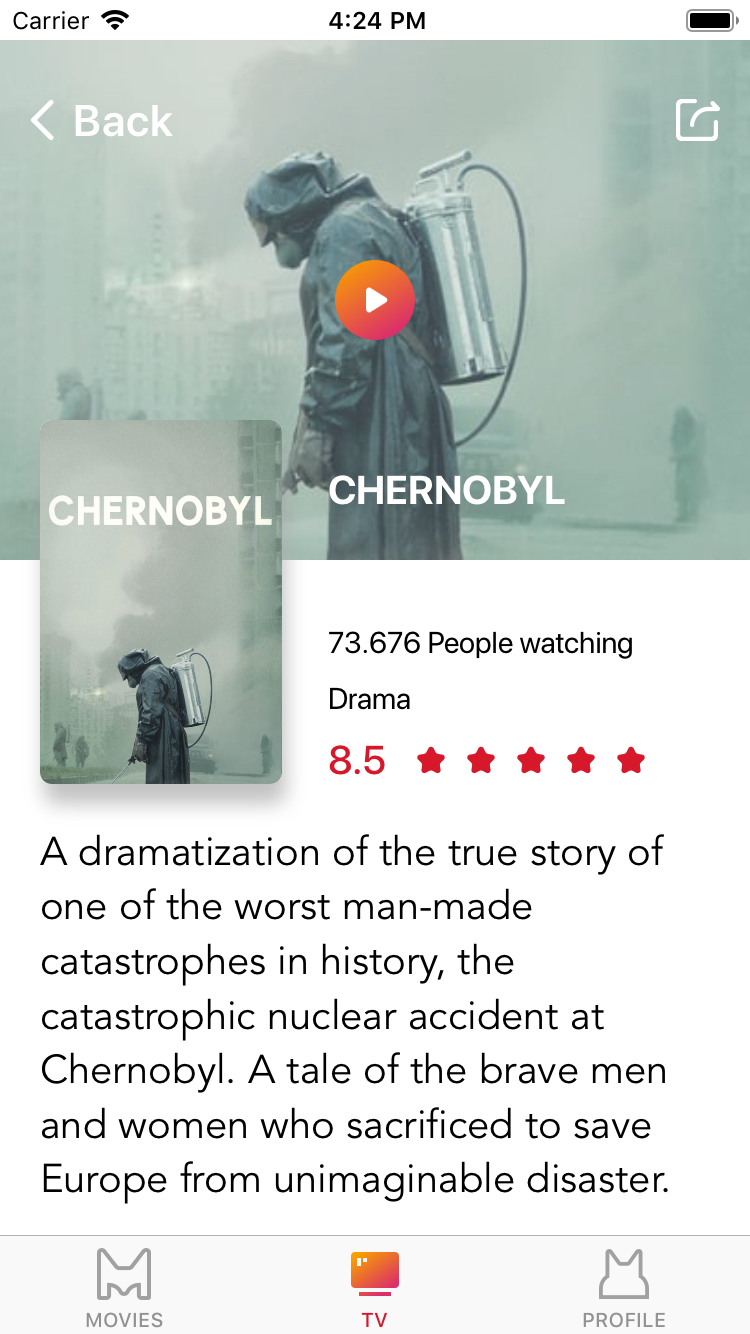 Carrier 4:24 PM
Back
CHERNOBYL
CHERNOBYL
73.676 People watching
Drama
8.5
A dramatization of the true story of
one of the worst man-made
catastrophes in history, the
catastrophic nuclear accident at
Chernobyl. A tale of the brave men
and women who sacrificed to save
Europe from unimaginable disaster.
MOVIES TV PROFILE